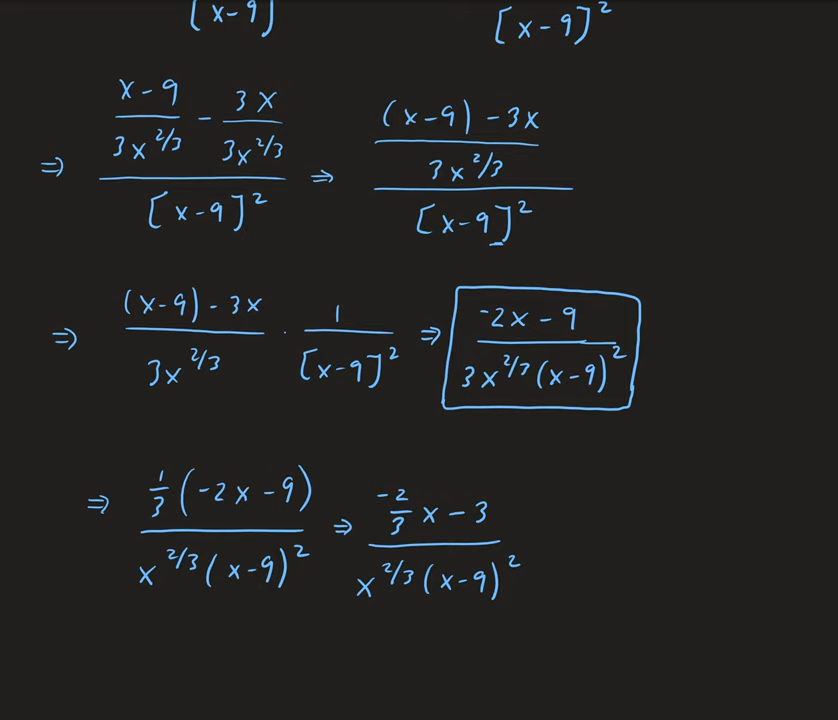 [x-9] [x-9]²
⇒ ((x-9)/(3x^(2/3)) - (3x)/(3x^(2/3)))/([x-9]²) ⇒ (((x-9) - 3x)/(3x^(2/3)))/([x-9]²)
⇒ ((x-9) - 3x)/(3x^(2/3)) · 1/([x-9]²) ⇒ (-2x - 9)/(3x^(2/3)(x-9)²)
⇒ (1/3(-2x - 9))/(x^(2/3)(x-9)²) ⇒ (-2/3 x - 3)/(x^(2/3)(x-9)²)